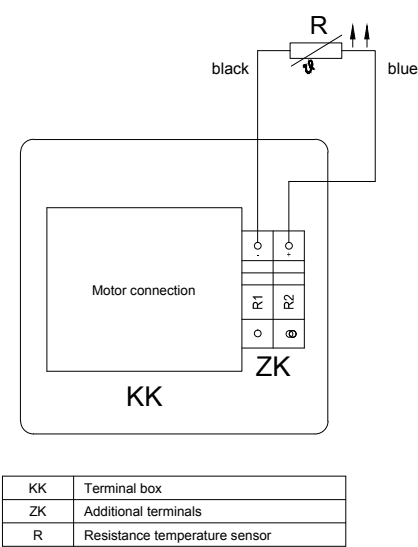 R
black
ϑ
blue
- +
Motor connection
R1 R2
ZK
KK
KK Terminal box
ZK Additional terminals
R Resistance temperature sensor